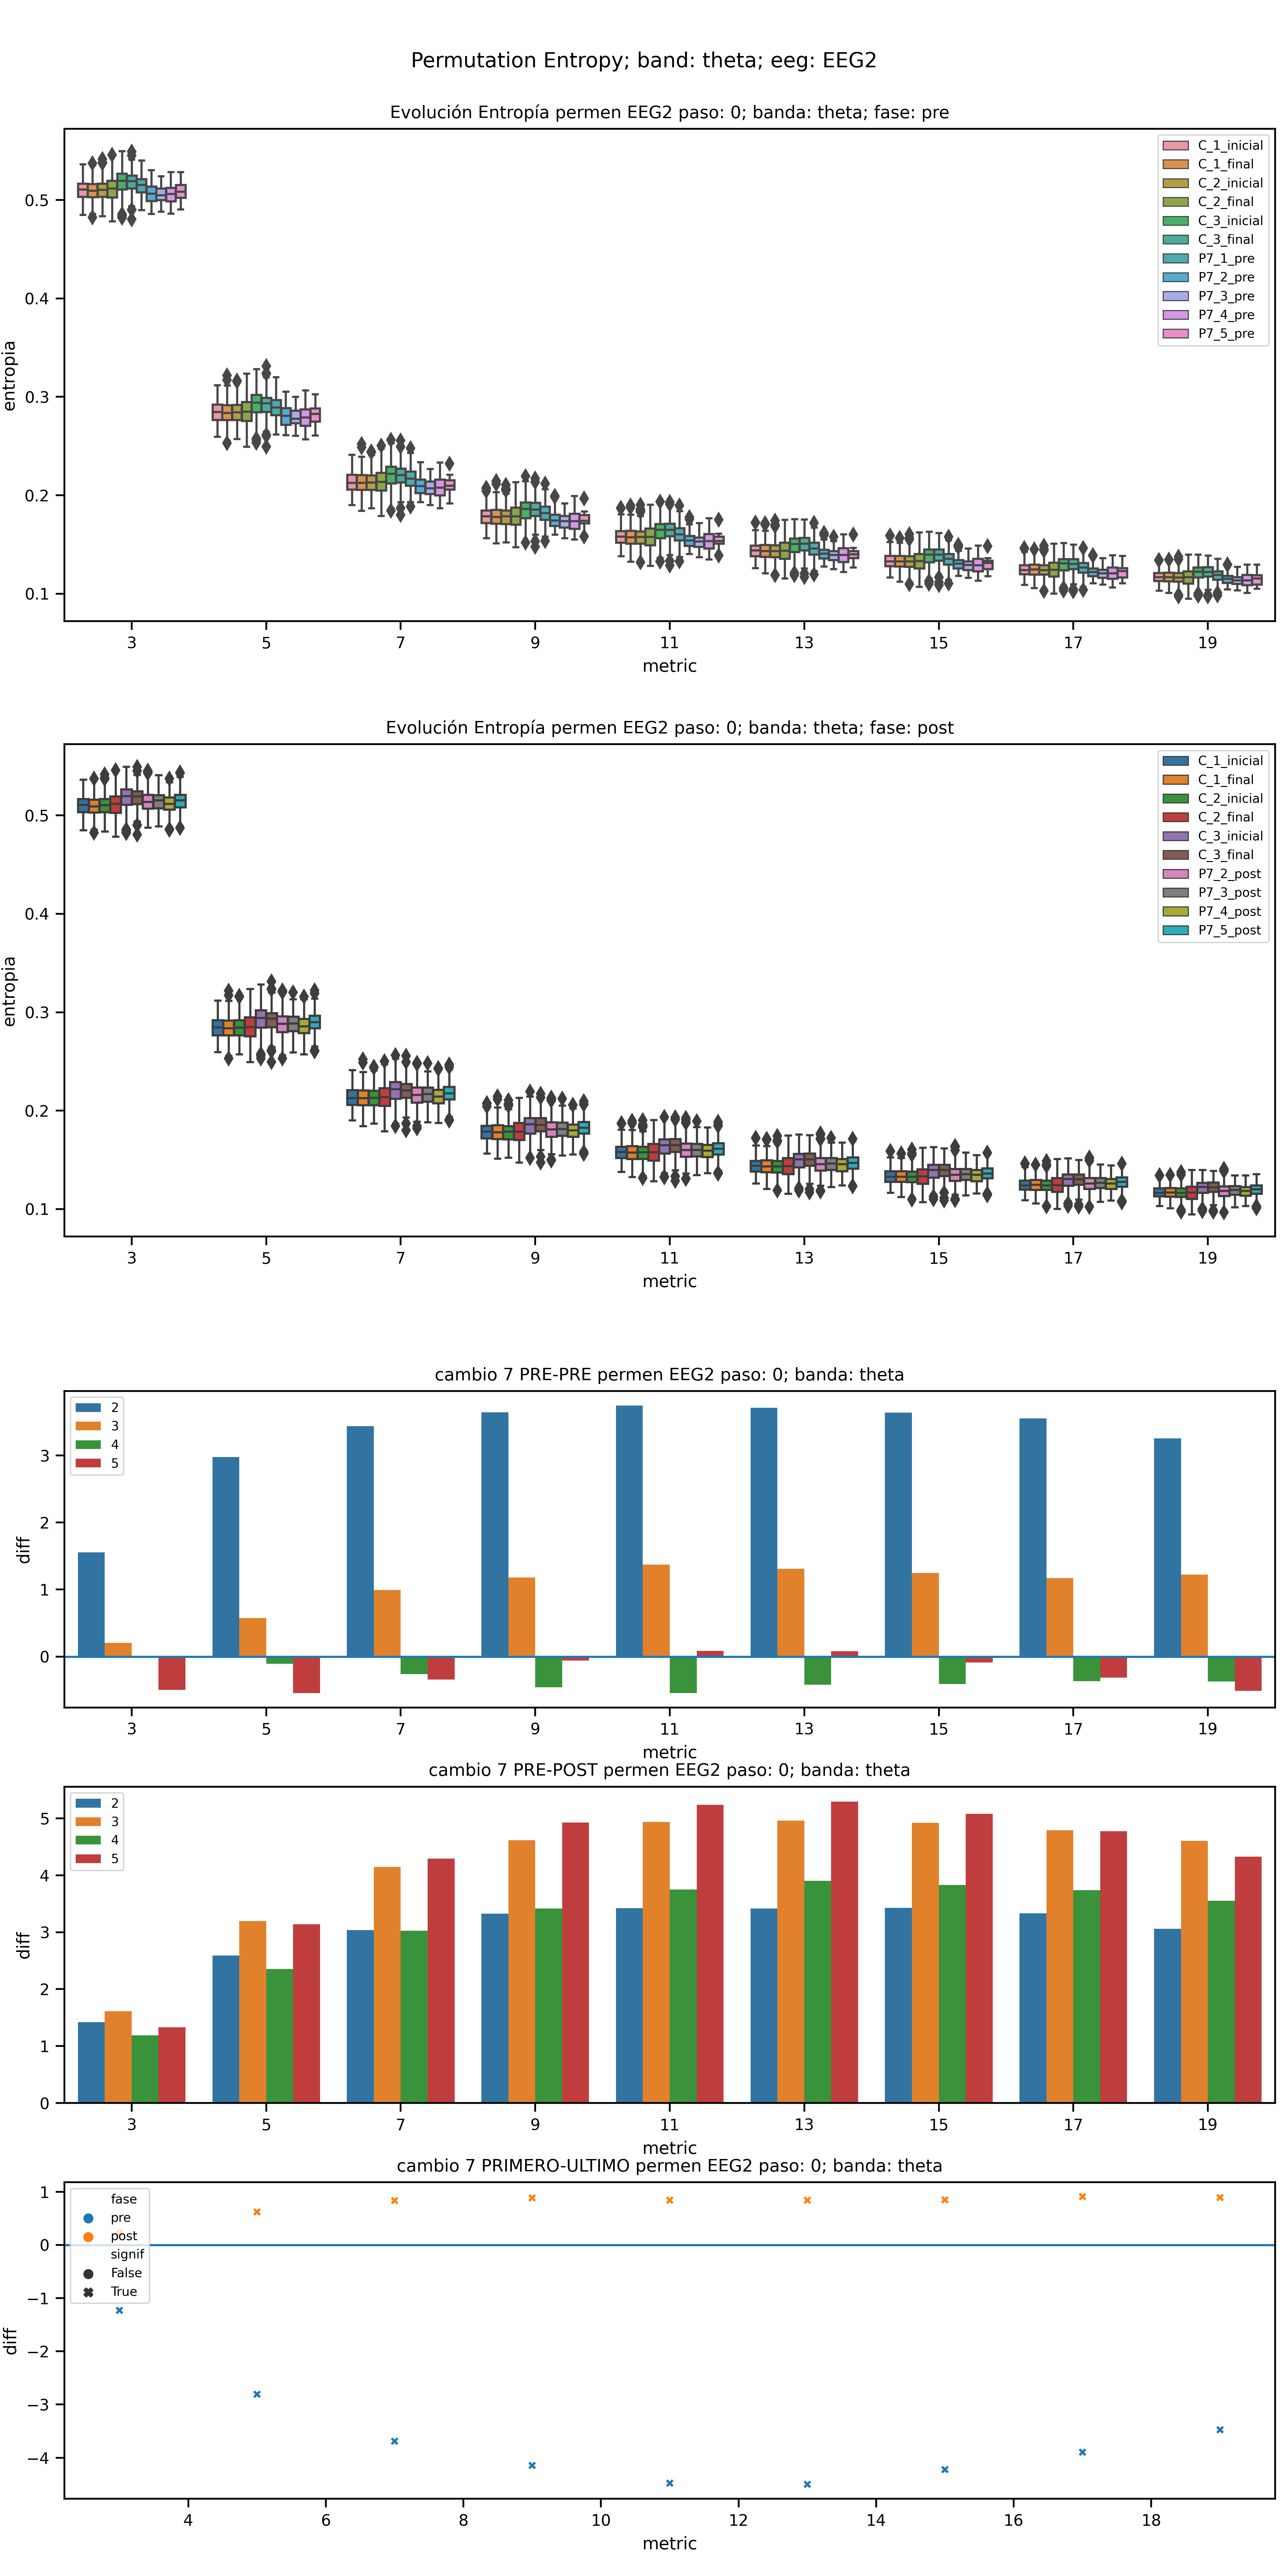 Permutation Entropy; band: theta; eeg: EEG2
Evolución Entropía permen EEG2 paso: 0; banda: theta; fase: pre
entropia
0.5
0.4
0.3
0.2
0.1
C_1_inicial
C_1_final
C_2_inicial
C_2_final
C_3_inicial
C_3_final
P7_1_pre
P7_2_pre
P7_3_pre
P7_4_pre
P7_5_pre
3 5 7 9 11 13 15 17 19
metric
Evolución Entropía permen EEG2 paso: 0; banda: theta; fase: post
entropia
0.5
0.4
0.3
0.2
0.1
C_1_inicial
C_1_final
C_2_inicial
C_2_final
C_3_inicial
C_3_final
P7_2_post
P7_3_post
P7_4_post
P7_5_post
3 5 7 9 11 13 15 17 19
metric
cambio 7 PRE-PRE permen EEG2 paso: 0; banda: theta
diff
3
2
1
0
2
3
4
5
3 5 7 9 11 13 15 17 19
metric
cambio 7 PRE-POST permen EEG2 paso: 0; banda: theta
diff
5
4
3
2
1
0
2
3
4
5
3 5 7 9 11 13 15 17 19
metric
cambio 7 PRIMERO-ULTIMO permen EEG2 paso: 0; banda: theta
diff
1
0
−1
−2
−3
−4
fase
pre
post
signif
False
True
4 6 8 10 12 14 16 18
metric